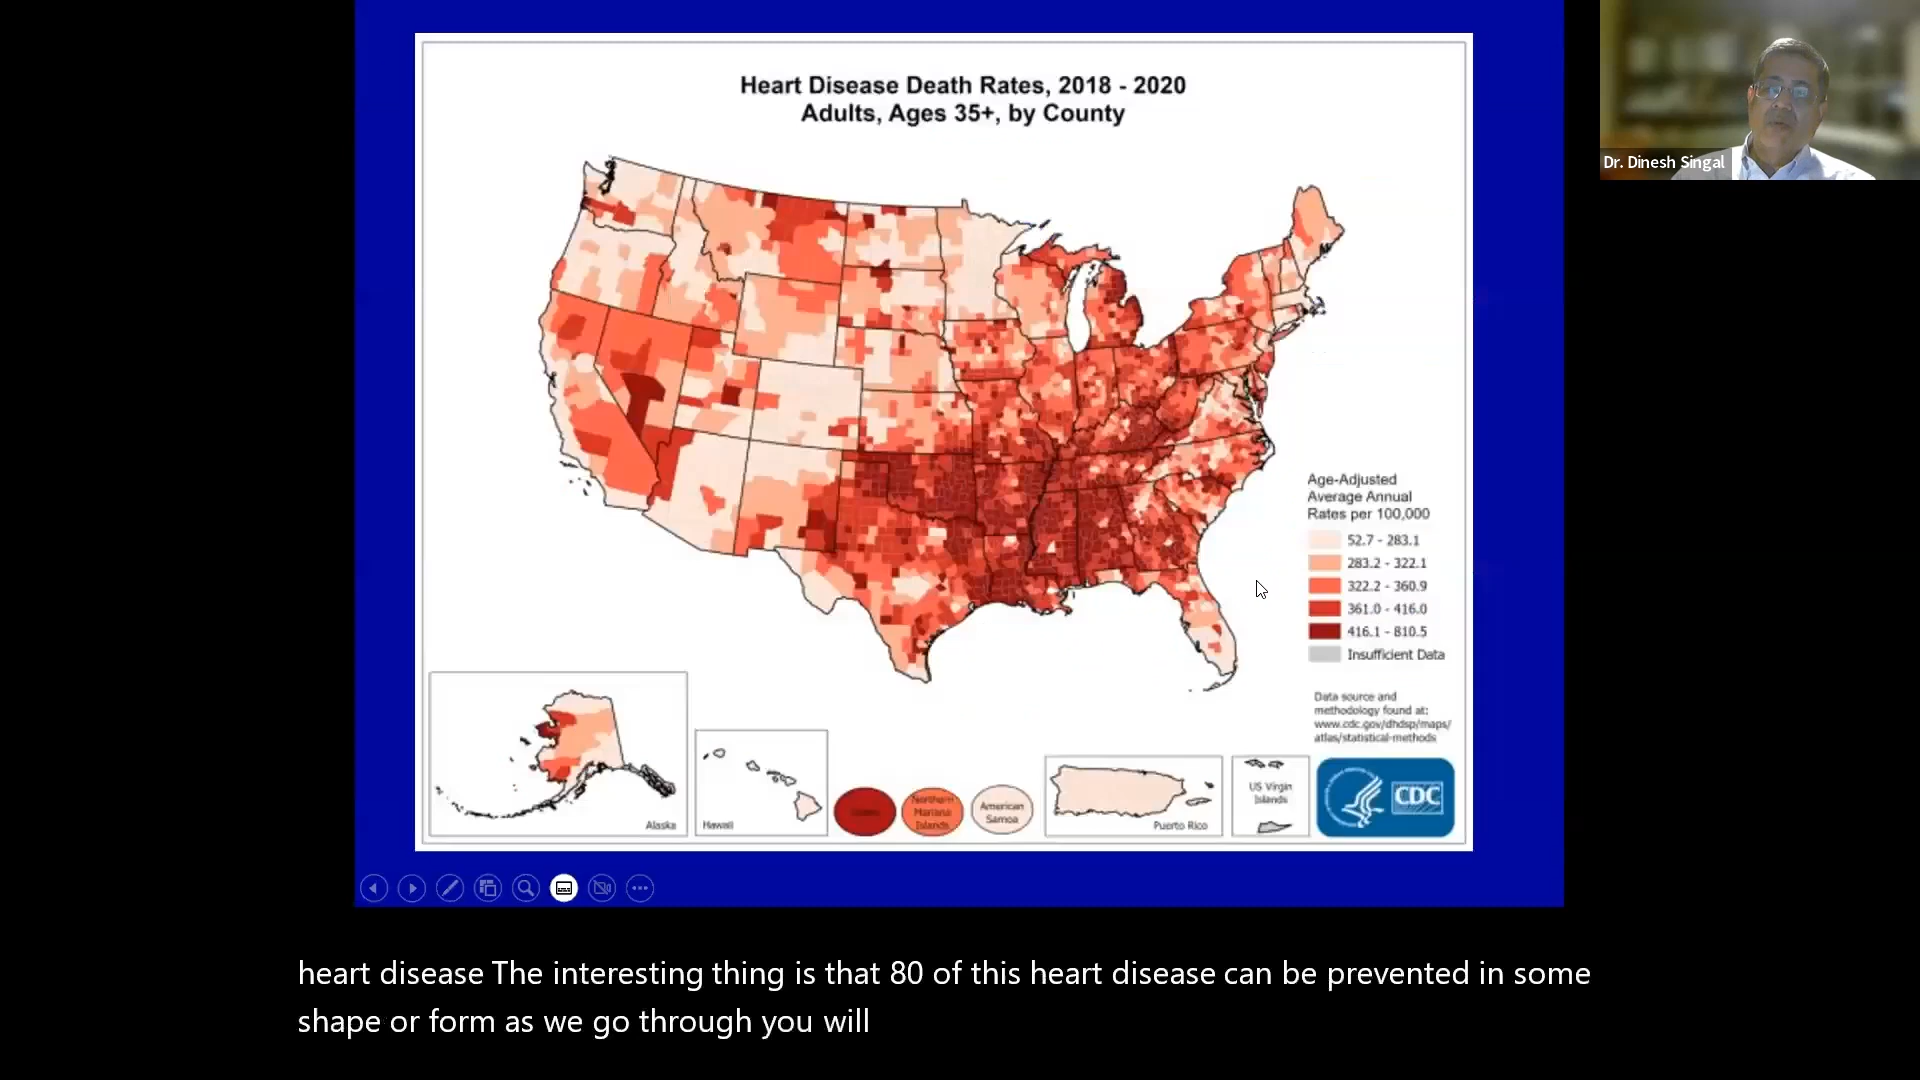 Heart Disease Death Rates, 2018 - 2020
Adults, Ages 35+, by County
Dr. Dinesh Singal
Age-Adjusted
Average Annual
Rates per 100,000
52.7 - 283.1
283.2 - 322.1
322.2 - 360.9
361.0 - 416.0
416.1 - 810.5
Insufficient Data
Data source and
methodology found at:
www.cdc.gov/dhdsp/maps/
atlas/statistical-methods
Alaska
Hawaii
Northern
Mariana
Islands
American
Samoa
Puerto Rico
US Virgin
Islands
CDC
heart disease The interesting thing is that 80 of this heart disease can be prevented in some
shape or form as we go through you will